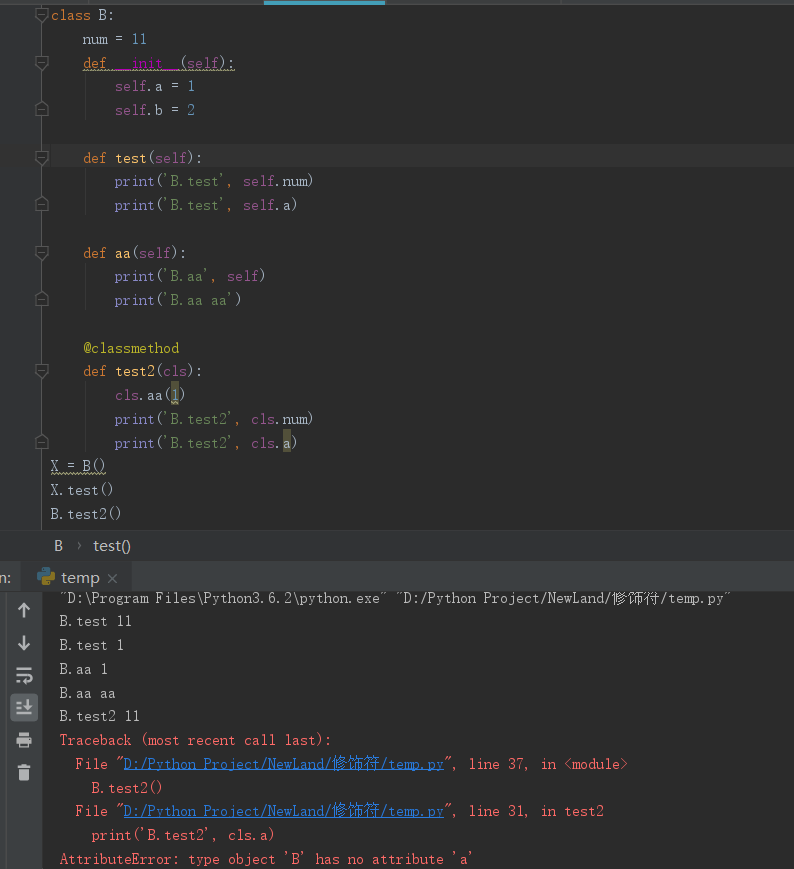 class B:
    num = 11
    def __init__(self):
        self.a = 1
        self.b = 2
    def test(self):
        print('B.test', self.num)
        print('B.test', self.a)
    def aa(self):
        print('B.aa', self)
        print('B.aa aa')
    @classmethod
    def test2(cls):
        cls.aa(1)
        print('B.test2', cls.num)
        print('B.test2', cls.a)
X = B()
X.test()
B.test2()
B › test()
n: temp ×
"D:\Program Files\Python3.6.2\python.exe" "D:/Python Project/NewLand/修饰符/temp.py"
B.test 11
B.test 1
B.aa 1
B.aa aa
B.test2 11
Traceback (most recent call last):
  File "D:/Python Project/NewLand/修饰符/temp.py", line 37, in <module>
    B.test2()
  File "D:/Python Project/NewLand/修饰符/temp.py", line 31, in test2
    print('B.test2', cls.a)
AttributeError: type object 'B' has no attribute 'a'